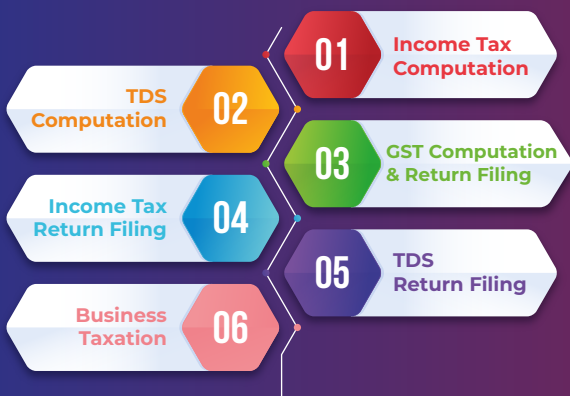 01
Income Tax
Computation
02
TDS
Computation
03
GST Computation
& Return Filing
04
Income Tax
Return Filing
05
TDS
Return Filing
06
Business
Taxation